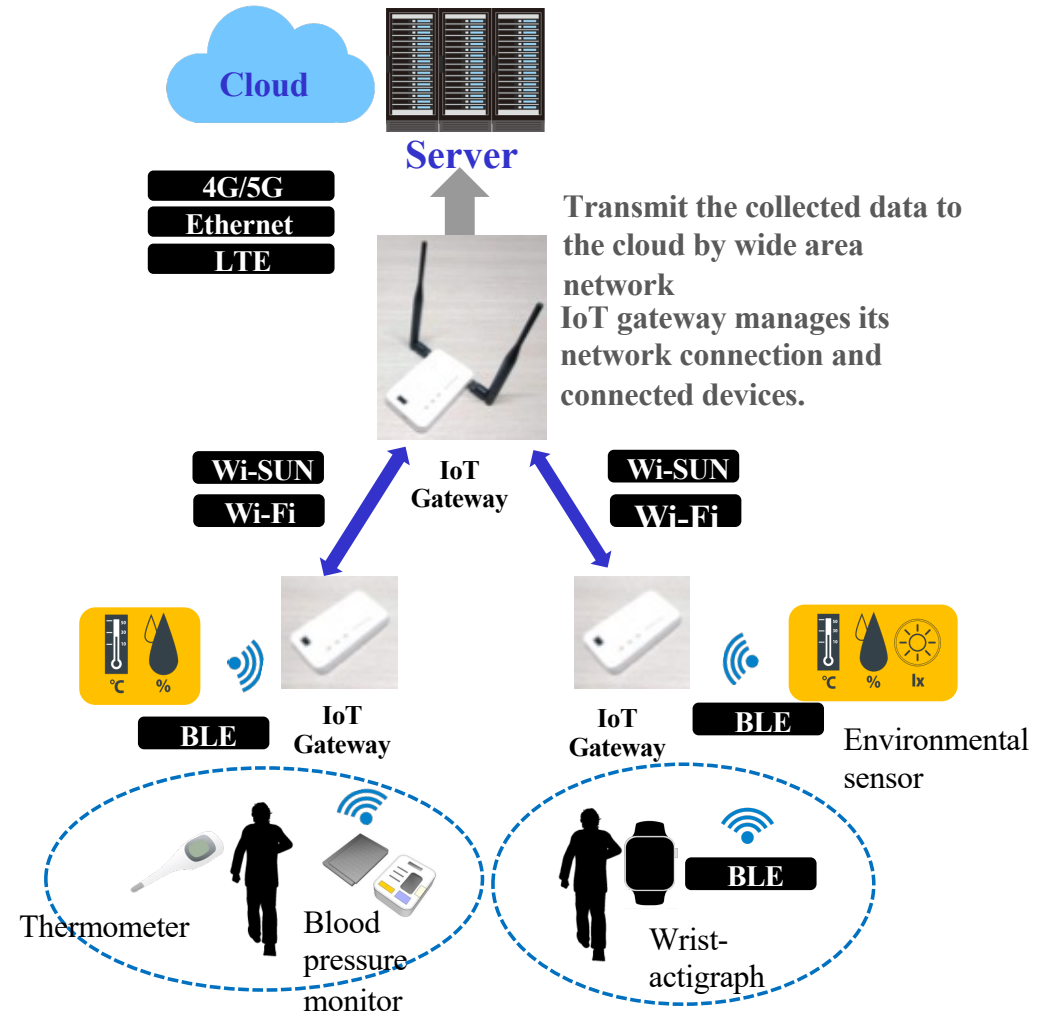 Cloud
Server
4G/5G
Ethernet
LTE
Transmit the collected data to
the cloud by wide area
network
IoT gateway manages its
network connection and
connected devices.
Wi-SUN
Wi-Fi
IoT
Gateway
Wi-SUN
Wi-Fi
℃
%
BLE
IoT
Gateway
IoT
Gateway
℃
%
lx
BLE
Environmental
sensor
Thermometer
Blood
pressure
monitor
BLE
Wrist-
actigraph